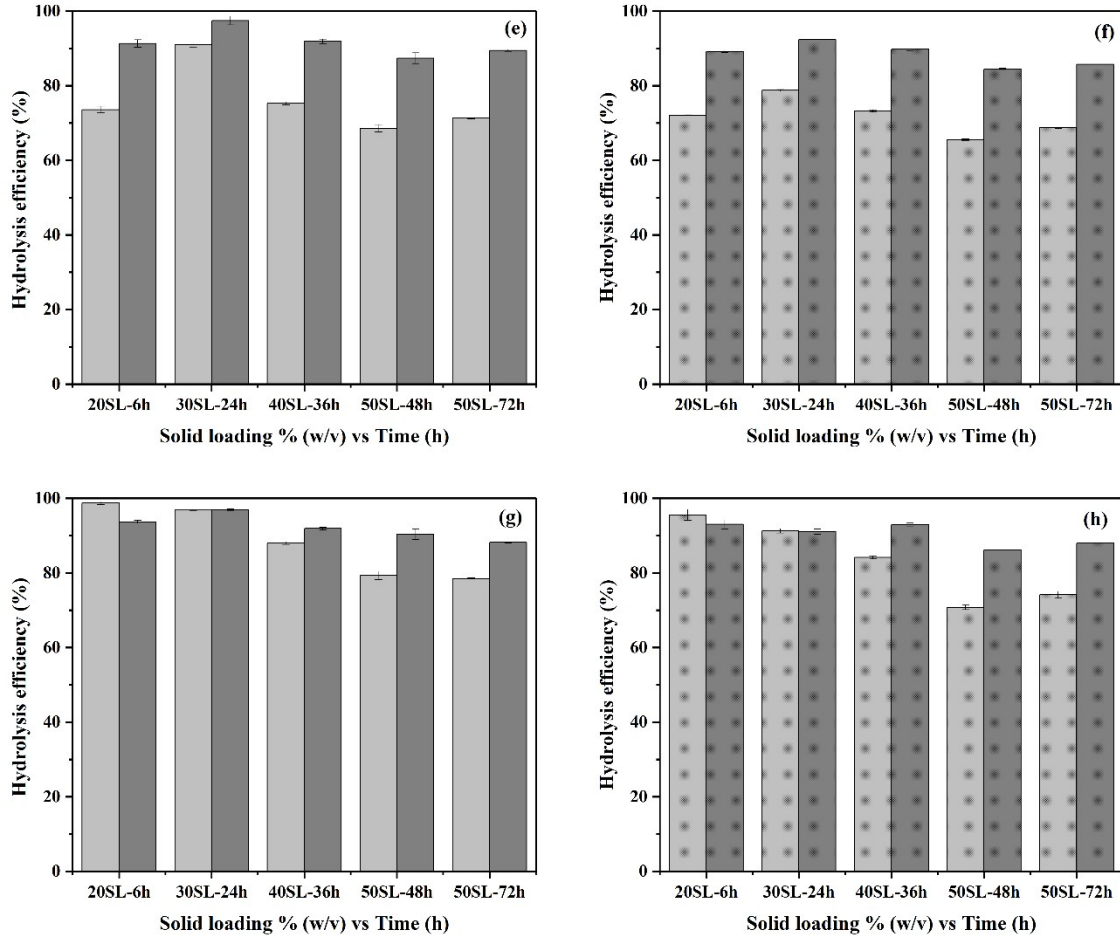 (e)
Hydrolysis efficiency (%)
100
80
60
40
20
0
20SL-6h 30SL-24h 40SL-36h 50SL-48h 50SL-72h
Solid loading % (w/v) vs Time (h)
(f)
Hydrolysis efficiency (%)
100
80
60
40
20
0
20SL-6h 30SL-24h 40SL-36h 50SL-48h 50SL-72h
Solid loading % (w/v) vs Time (h)
(g)
Hydrolysis efficiency (%)
100
80
60
40
20
0
20SL-6h 30SL-24h 40SL-36h 50SL-48h 50SL-72h
Solid loading % (w/v) vs Time (h)
(h)
Hydrolysis efficiency (%)
100
80
60
40
20
0
20SL-6h 30SL-24h 40SL-36h 50SL-48h 50SL-72h
Solid loading % (w/v) vs Time (h)